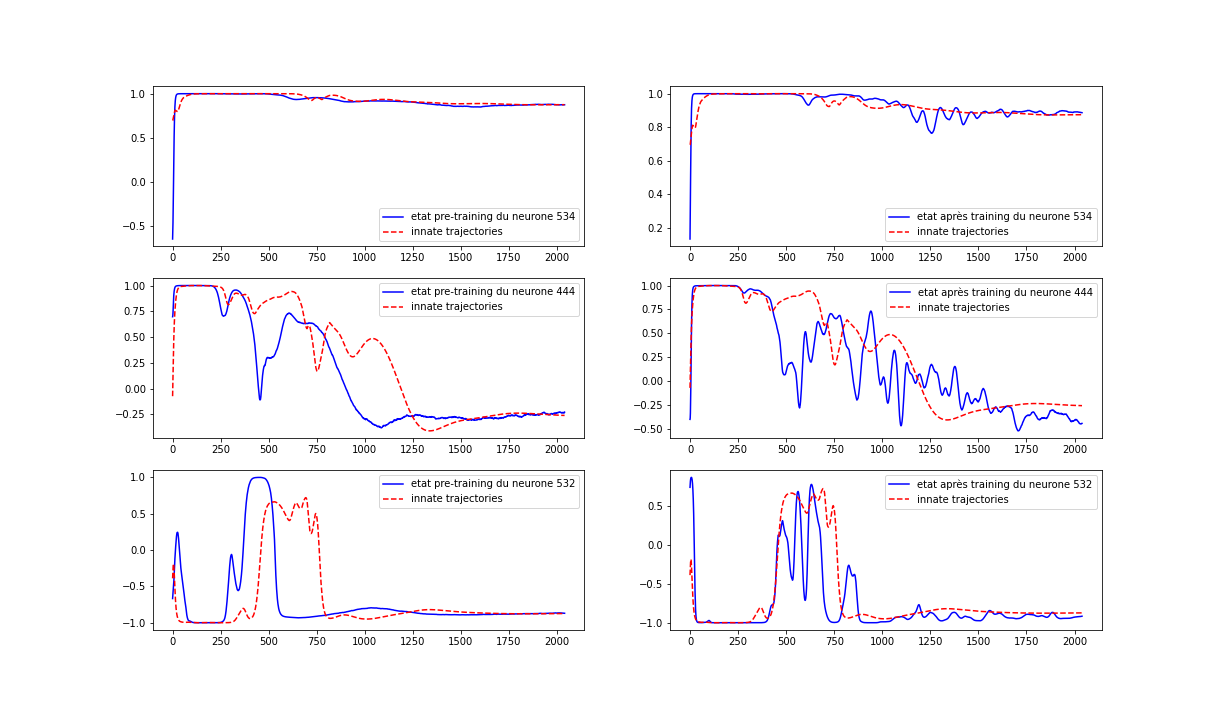 1.0
0.5
0.0
−0.5
etat pre-training du neurone 534
innate trajectories
0 250 500 750 1000 1250 1500 1750 2000
1.0
0.8
0.6
0.4
0.2
etat après training du neurone 534
innate trajectories
0 250 500 750 1000 1250 1500 1750 2000
1.00
0.75
0.50
0.25
0.00
−0.25
etat pre-training du neurone 444
innate trajectories
0 250 500 750 1000 1250 1500 1750 2000
1.00
0.75
0.50
0.25
0.00
−0.25
−0.50
etat après training du neurone 444
innate trajectories
0 250 500 750 1000 1250 1500 1750 2000
1.0
0.5
0.0
−0.5
−1.0
etat pre-training du neurone 532
innate trajectories
0 250 500 750 1000 1250 1500 1750 2000
0.5
0.0
−0.5
−1.0
etat après training du neurone 532
innate trajectories
0 250 500 750 1000 1250 1500 1750 2000